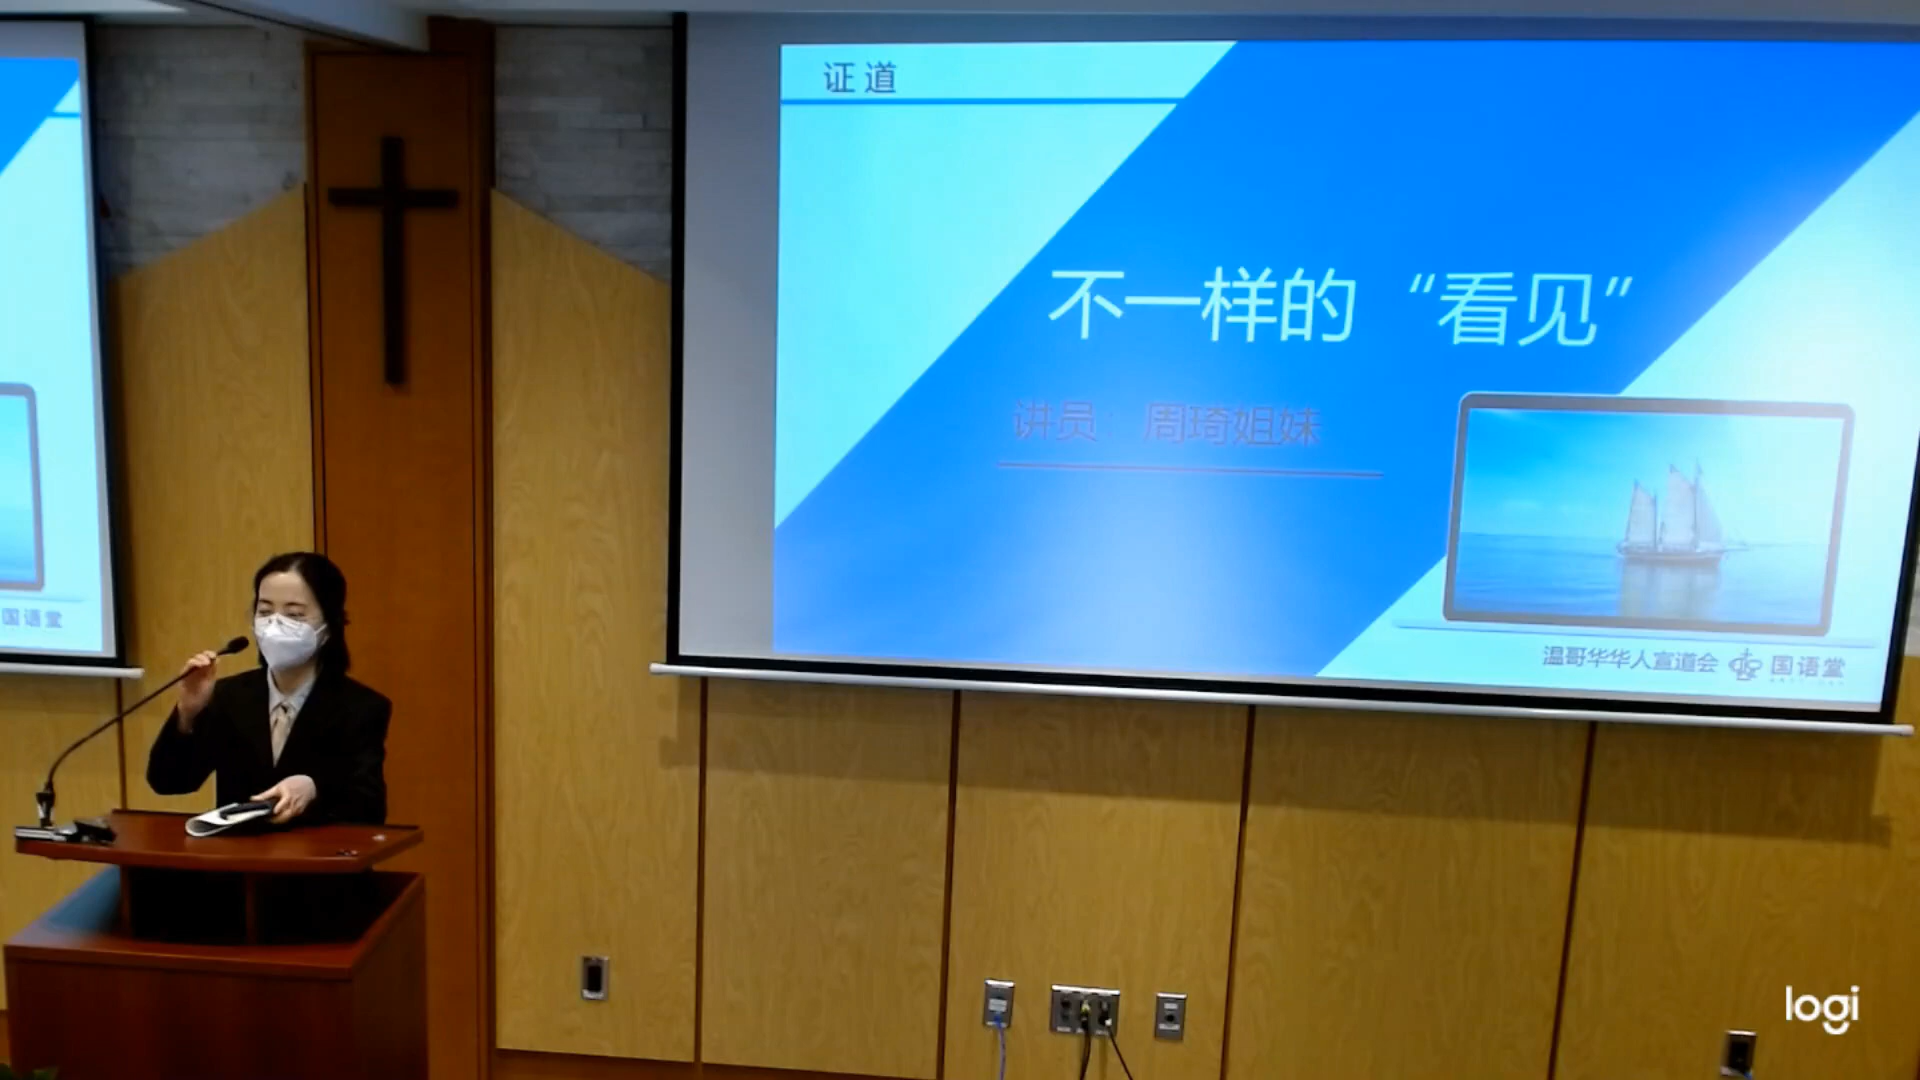 证道
不一样的“看见”
讲员：周琦姐妹
温哥华华人宣道会 国语堂
国语堂
logi